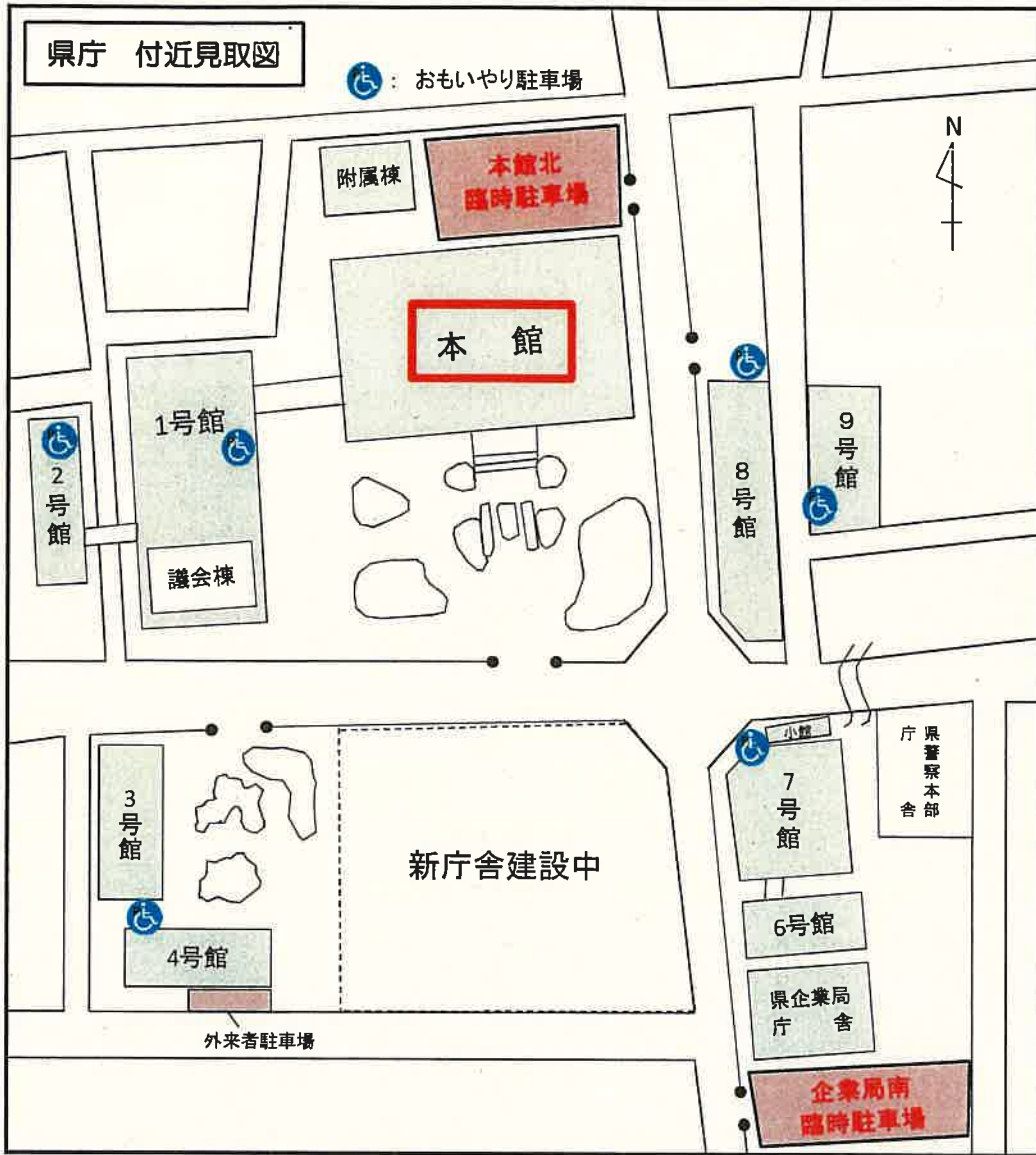 県庁 付近見取図
： おもいやり駐車場
N
附属棟
本館北
臨時駐車場
本 館
1号館
2号館
議会棟
8号館
9号館
小館
7号館
県警察本部
庁舎
3号館
新庁舎建設中
6号館
4号館
県企業局
庁 舎
外来者駐車場
企業局南
臨時駐車場